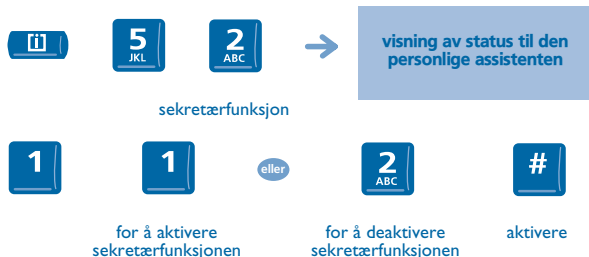 [i]
5
JKL
2
ABC
visning av status til den
personlige assistenten
sekretærfunksjon
1
1
eller
2
ABC
#
for å aktivere
sekretærfunksjonen
for å deaktivere
sekretærfunksjonen
aktivere